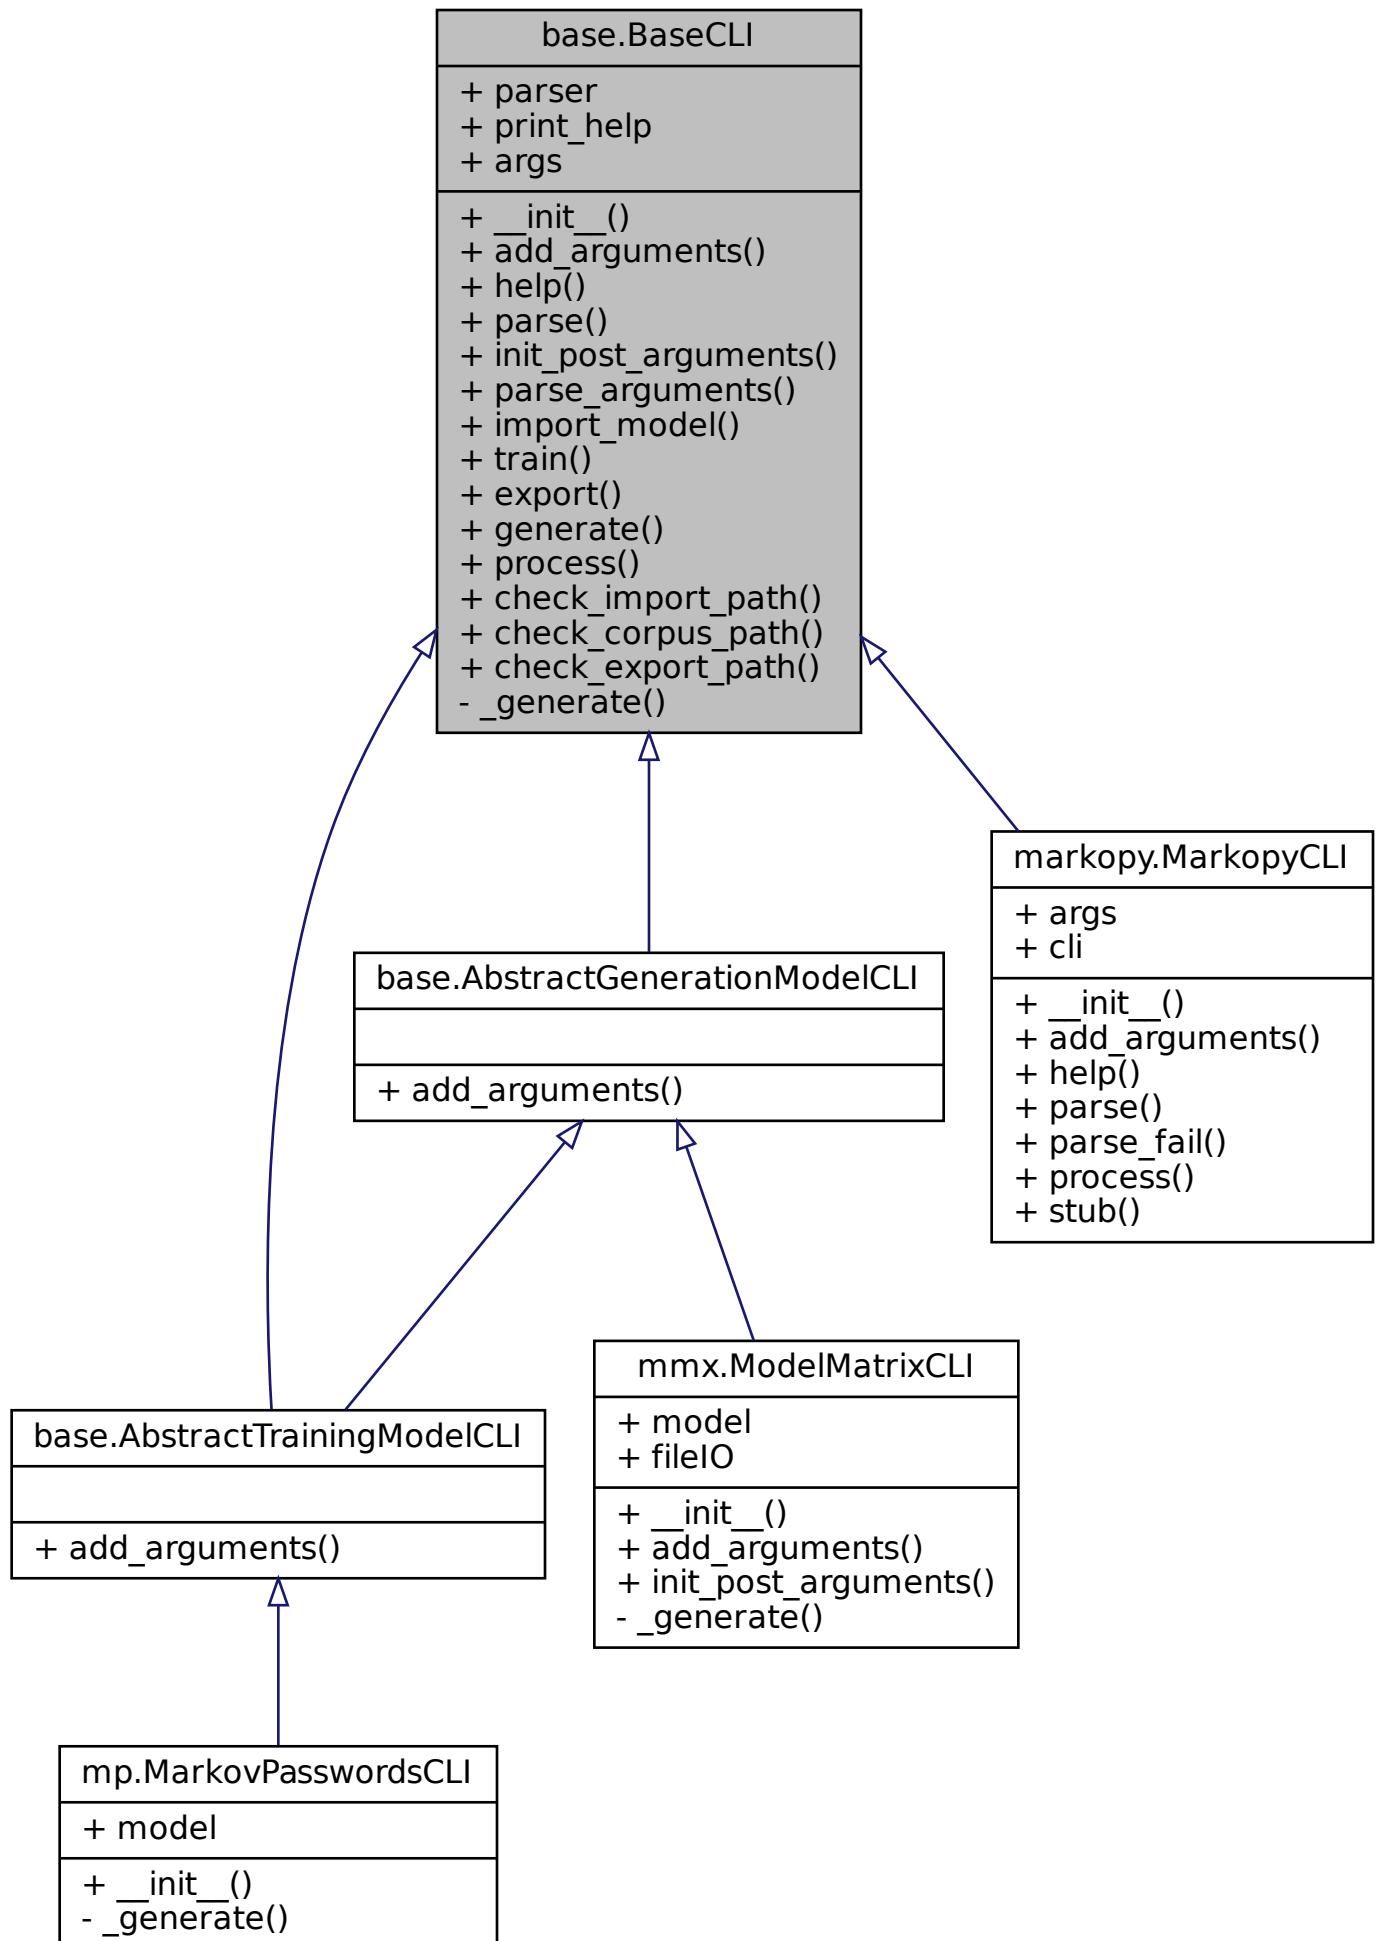 base.BaseCLI
+ parser
+ print_help
+ args
+ __init__()
+ add_arguments()
+ help()
+ parse()
+ init_post_arguments()
+ parse_arguments()
+ import_model()
+ train()
+ export()
+ generate()
+ process()
+ check_import_path()
+ check_corpus_path()
+ check_export_path()
- _generate()
markopy.MarkopyCLI
+ args
+ cli
+ __init__()
+ add_arguments()
+ help()
+ parse()
+ parse_fail()
+ process()
+ stub()
base.AbstractGenerationModelCLI
+ add_arguments()
mmx.ModelMatrixCLI
+ model
+ fileIO
+ __init__()
+ add_arguments()
+ init_post_arguments()
- _generate()
base.AbstractTrainingModelCLI
+ add_arguments()
mp.MarkovPasswordsCLI
+ model
+ __init__()
- _generate()